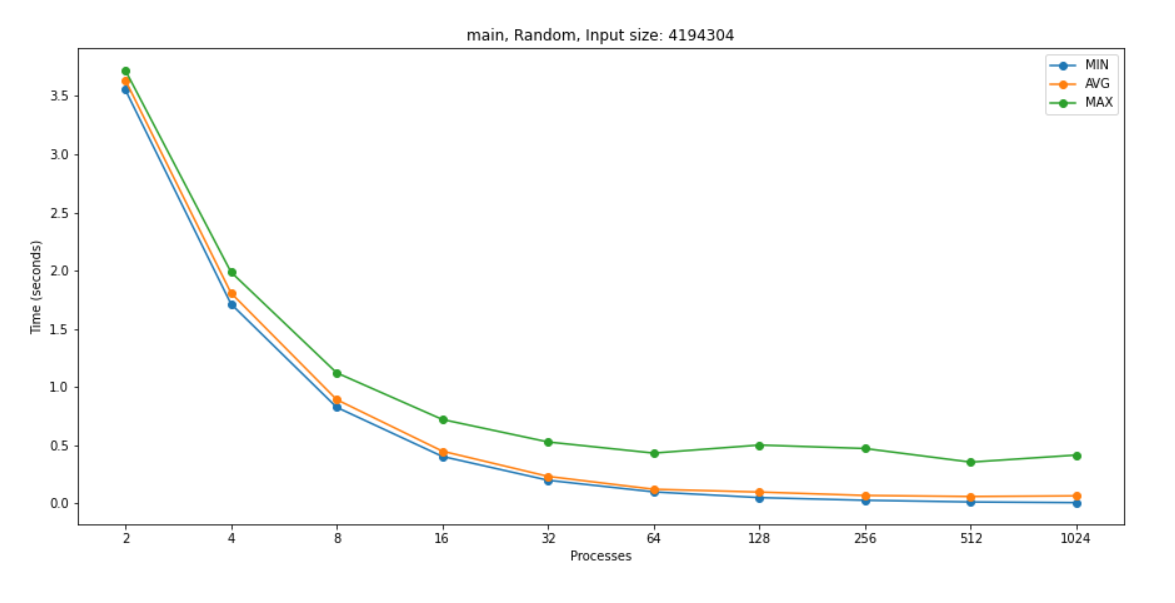 main, Random, Input size: 4194304
MIN
AVG
MAX
Time (seconds)
3.5
3.0
2.5
2.0
1.5
1.0
0.5
0.0
2 4 8 16 32 64 128 256 512 1024
Processes